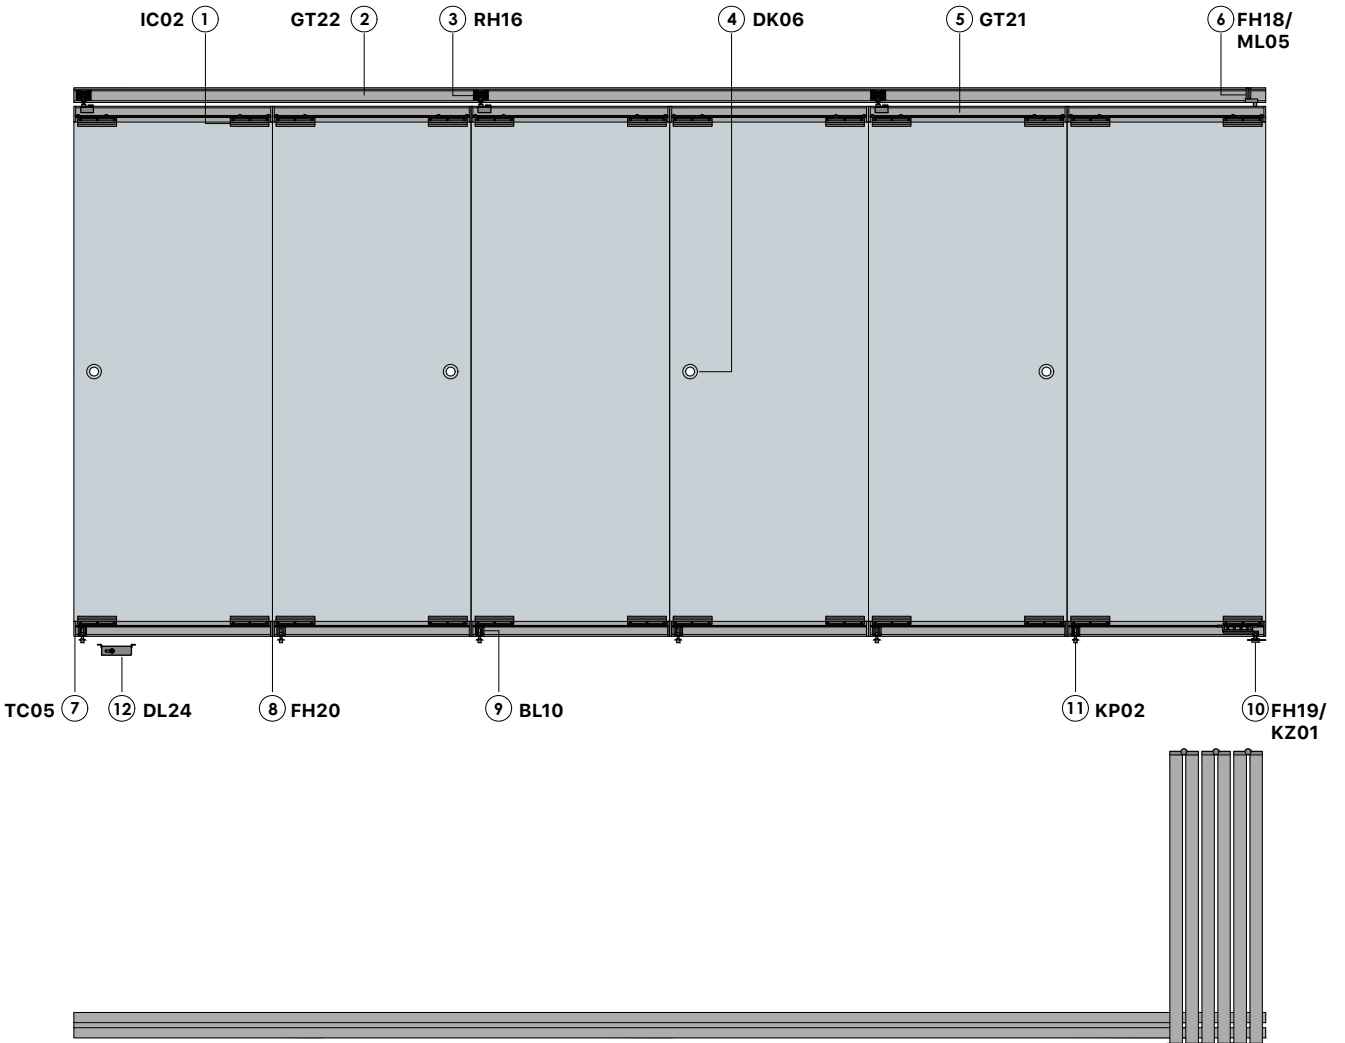 IC02 1
GT22 2
3 RH16
4 DK06
5 GT21
6 FH18/
ML05
TC05 7
12 DL24
8 FH20
9 BL10
11 KP02
10 FH19/
KZ01